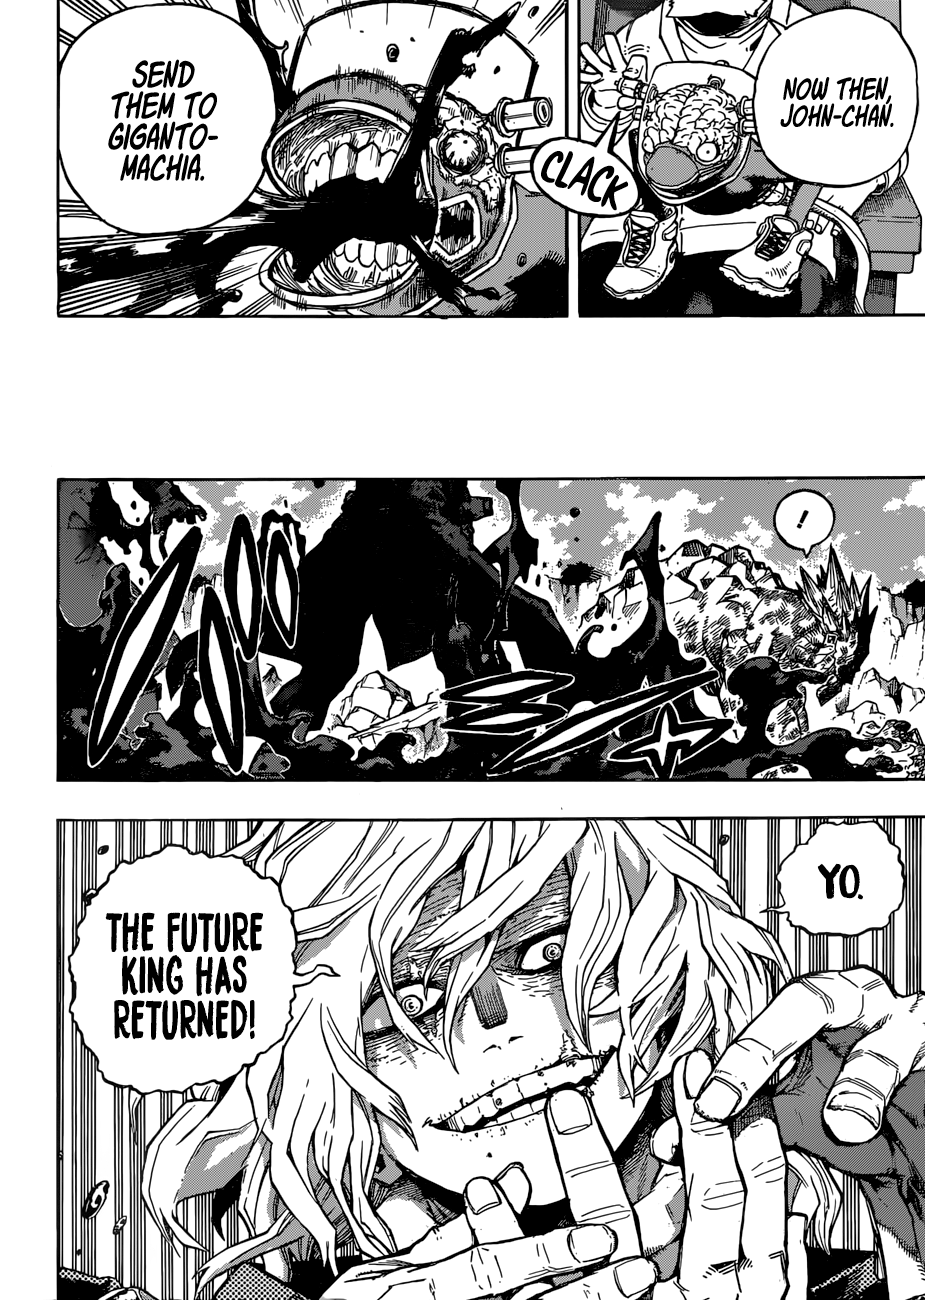 NOW THEN,
JOHN-CHAN.
CLACK
SEND
THEM TO
GIGANTO-
MACHIA.
!
YO.
THE FUTURE
KING HAS
RETURNED!